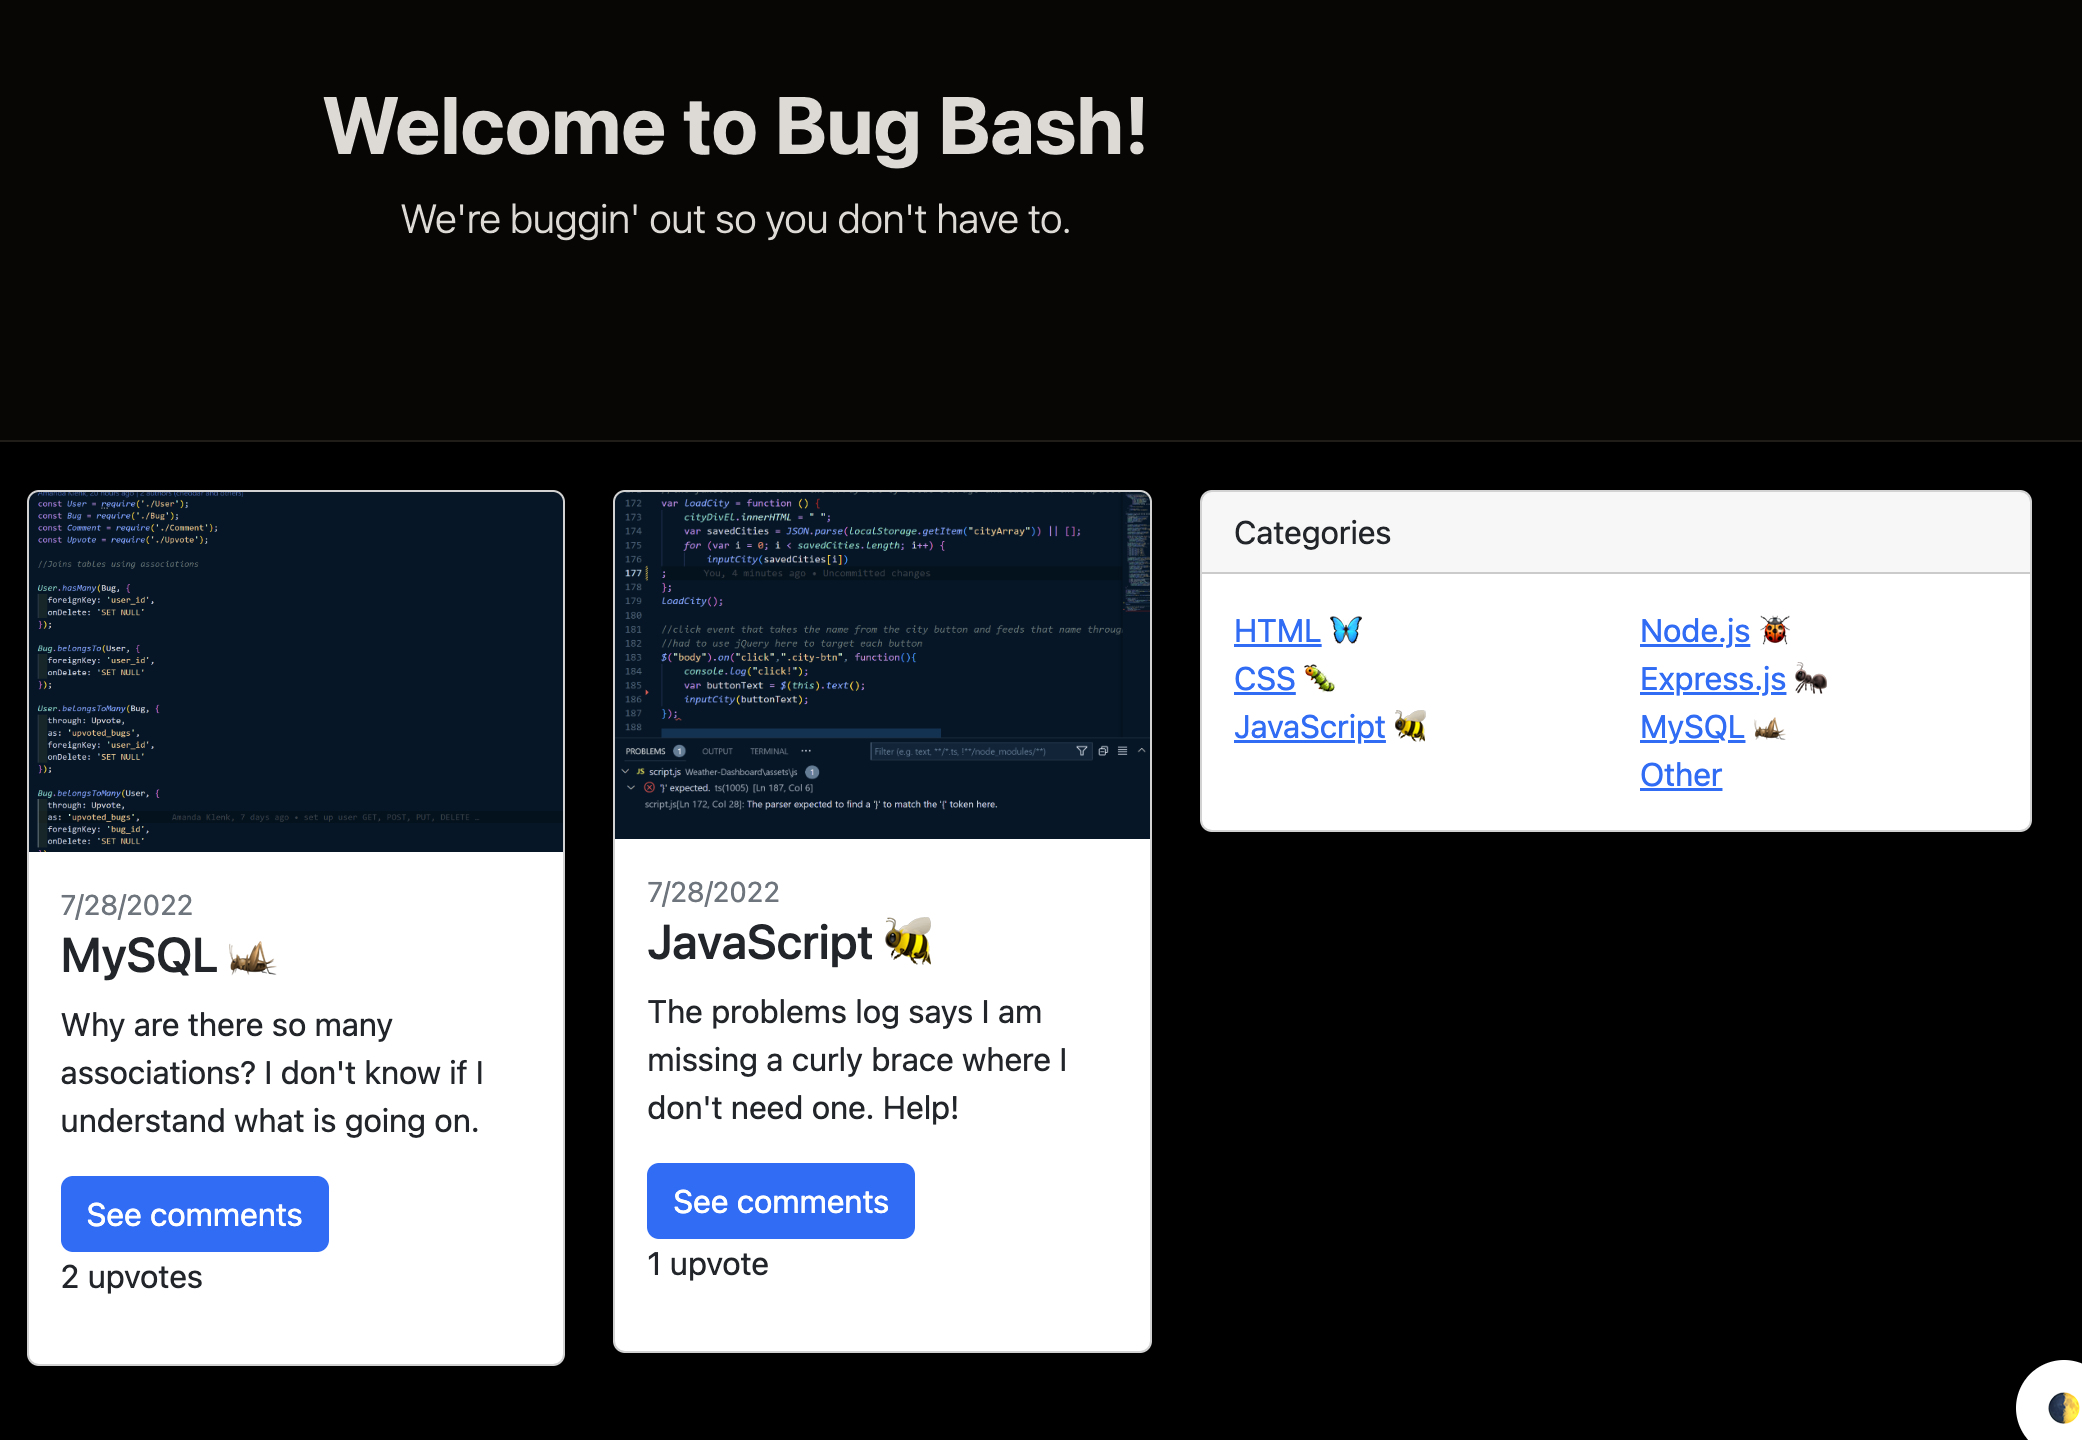 Welcome to Bug Bash!
We're buggin' out so you don't have to.
const User = require('./User');
const Bug = require('./Bug');
const Comment = require('./Comment');
const Upvote = require('./Upvote');
//Joins tables using associations
User.hasMany(Bug, {
foreignKey: 'user_id',
onDelete: 'SET NULL'
});
Bug.belongsTo(User, {
foreignKey: 'user_id',
onDelete: 'SET NULL'
});
User.belongsToMany(Bug, {
through: Upvote,
as: 'upvoted_bugs',
foreignKey: 'user_id',
onDelete: 'SET NULL'
});
Bug.belongsToMany(User, {
through: Upvote,
as: 'upvoted_bugs', Amanda Klenk, 7 days ago • set up user GET, POST, PUT, DELETE …
foreignKey: 'bug_id',
onDelete: 'SET NULL'
7/28/2022
MySQL 🦗
Why are there so many
associations? I don't know if I
understand what is going on.
See comments
2 upvotes
172 var loadCity = function () {
173 cityDivEl.innerHTML = " ";
174 var savedCities = JSON.parse(localStorage.getItem("cityArray")) || [];
175 for (var i = 0; i < savedCities.length; i++) {
176 inputCity(savedCities[i])
177 ; You, 4 minutes ago • Uncommitted changes
178 };
179 loadCity();
180
181 //click event that takes the name from the city button and feeds that name throug
182 //had to use jQuery here to target each button
183 $("body").on("click",".city-btn", function(){
184 console.log("click!");
185 var buttonText = $(this).text();
186 inputCity(buttonText);
187 });
188
PROBLEMS 1 OUTPUT TERMINAL ··· Filter (e.g. text, **/*.ts, !**/node_modules/**)
JS script.js Weather-Dashboard\assets\js 1
'}' expected. ts(1005) [Ln 187, Col 6]
script.js[Ln 172, Col 28]: The parser expected to find a '}' to match the '{' token here.
7/28/2022
JavaScript 🐝
The problems log says I am
missing a curly brace where I
don't need one. Help!
See comments
1 upvote
Categories
HTML 🦋
CSS 🐛
JavaScript 🐝
Node.js 🐞
Express.js 🐜
MySQL 🦗
Other